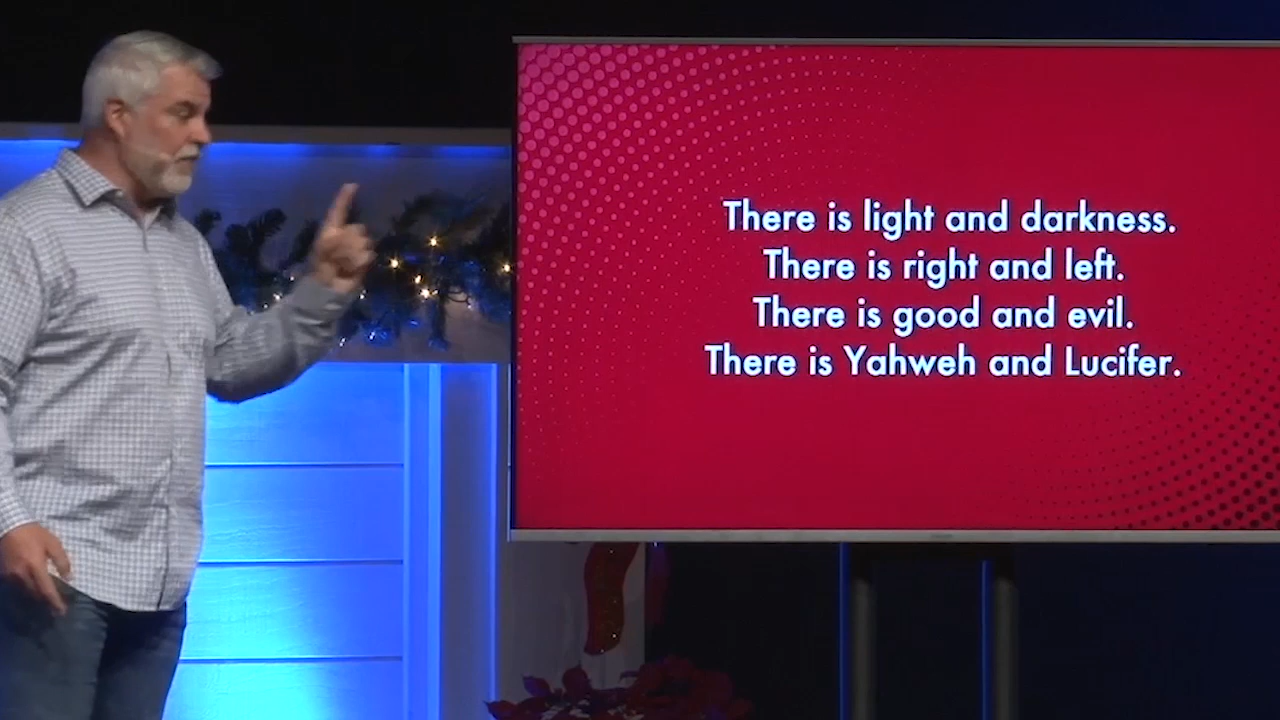 There is light and darkness.
There is right and left.
There is good and evil.
There is Yahweh and Lucifer.